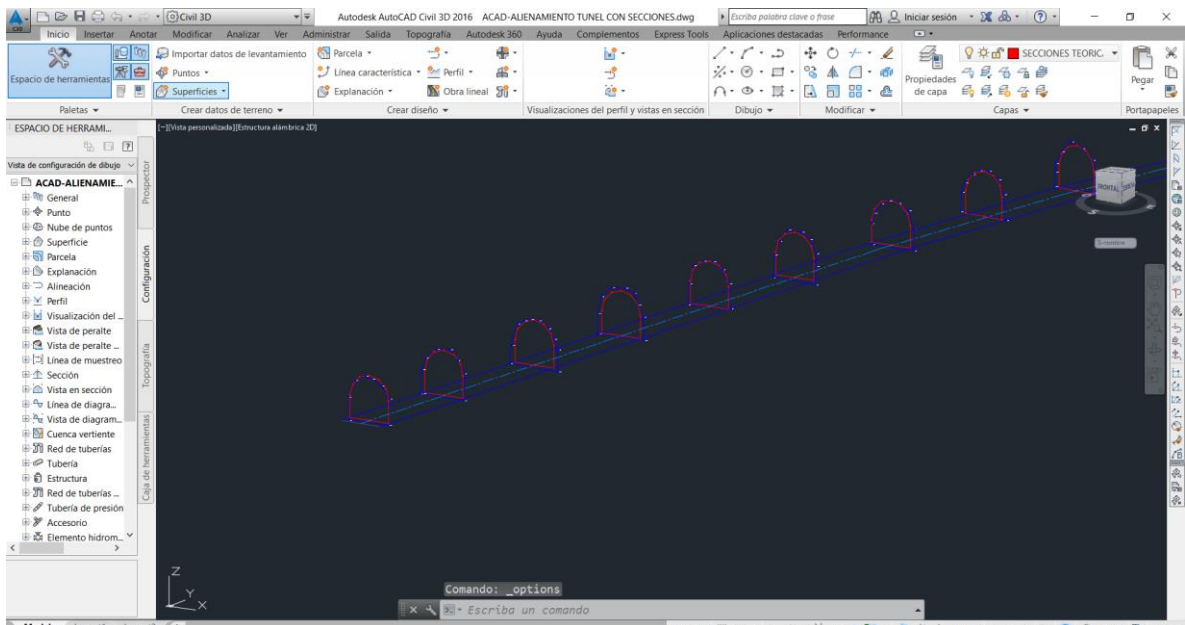 Civil 3D
Autodesk AutoCAD Civil 3D 2016 ACAD-ALIENAMIENTO TUNEL CON SECCIONES.dwg
Escriba palabra clave o frase
Iniciar sesión
Inicio Insertar Anotar Modificar Analizar Ver Administrar Salida Topografía Autodesk 360 Ayuda Complementos Express Tools Aplicaciones destacadas Performance
Espacio de herramientas
Importar datos de levantamiento
Puntos
Superficies
Parcela
Línea característica
Perfil
Explanación
Obra lineal
Propiedades
de capa
SECCIONES TEORIC.
Pegar
Paletas
Crear datos de terreno
Crear diseño
Visualizaciones del perfil y vistas en sección
Dibujo
Modificar
Capas
Portapapeles
ESPACIO DE HERRAMI...
Vista de configuración de dibujo
ACAD-ALIENAMIE...
General
Punto
Nube de puntos
Superficie
Parcela
Explanación
Alineación
Perfil
Visualización del ...
Vista de peralte
Vista de peralte ...
Línea de muestreo
Sección
Vista en sección
Línea de diagra...
Vista de diagram...
Cuenca vertiente
Red de tuberías
Tubería
Estructura
Red de tuberías ...
Tubería de presión
Accesorio
Elemento hidrom...
Prospector
Configuración
Topografía
Caja de herramientas
[−][Vista personalizada][Estructura alámbrica 2D]
FRONTAL
Z
Y
X
Comando: _options
Escriba un comando